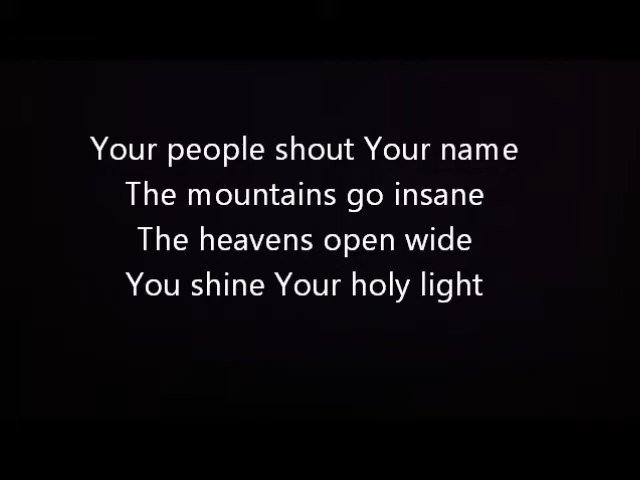 Your people shout Your name
The mountains go insane
The heavens open wide
You shine Your holy light